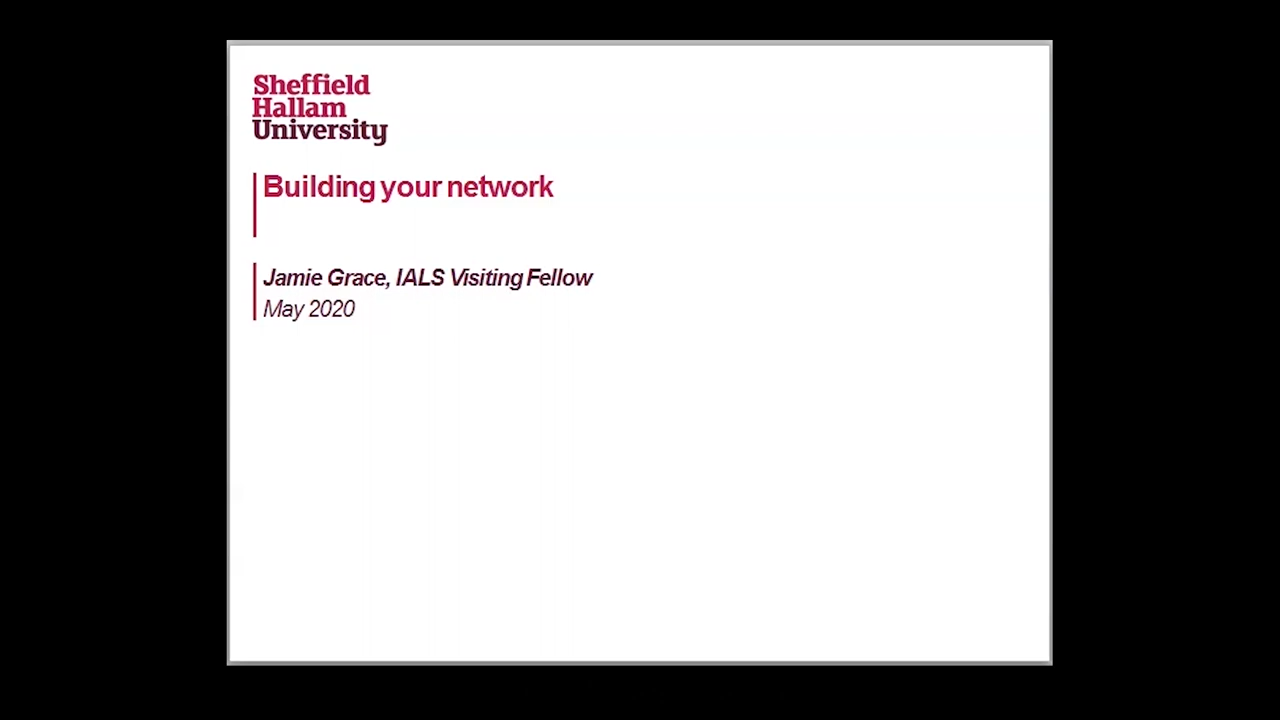 Sheffield
Hallam
University
Building your network
Jamie Grace, IALS Visiting Fellow
May 2020